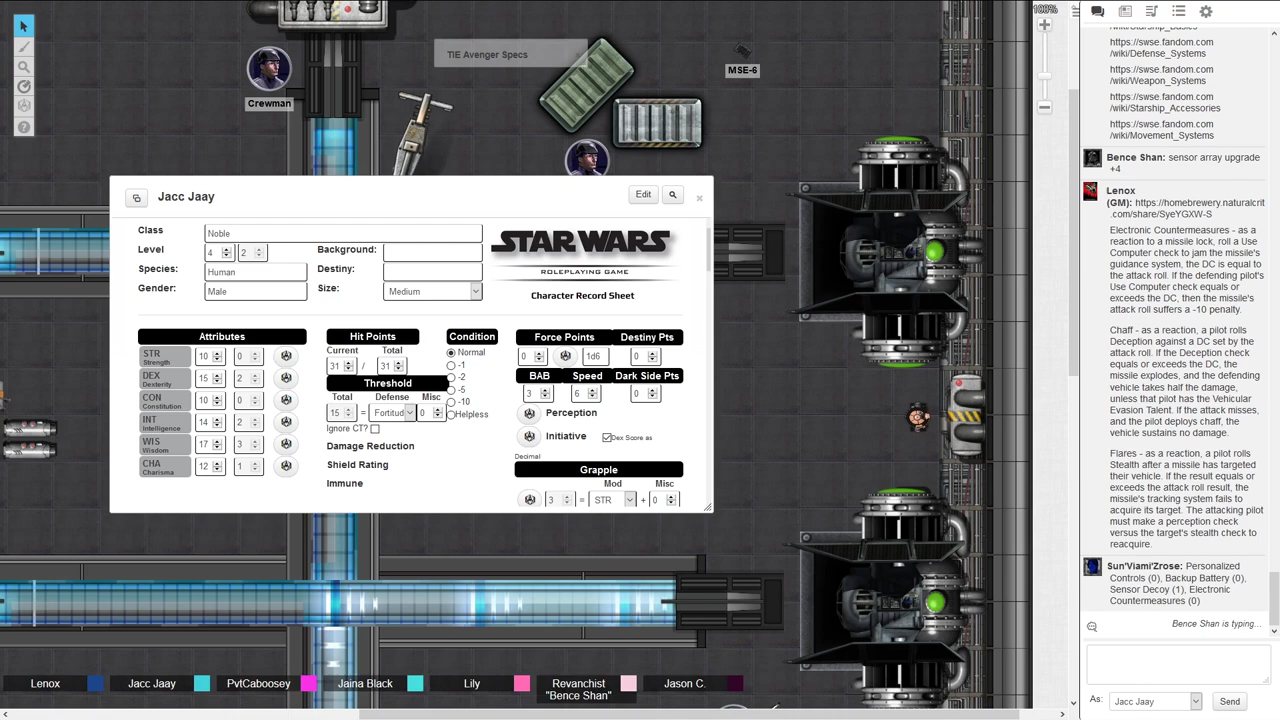 TIE Avenger Specs
MSE-6
Crewman
100%
Jacc Jaay
Edit
Class
Noble
Level
4
2
Background:
Species:
Human
Destiny:
Gender:
Male
Size:
Medium
STAR WARS
ROLEPLAYING GAME
Character Record Sheet
Attributes
STR
Strength
10
0
DEX
Dexterity
15
2
CON
Constitution
10
0
INT
Intelligence
14
2
WIS
Wisdom
17
3
CHA
Charisma
12
1
Hit Points
Current
Total
31
/
31
Threshold
Total
Defense
Misc
15
=
Fortitud
0
Ignore CT?
Damage Reduction
Shield Rating
Immune
Condition
Normal
-1
-2
-5
-10
Helpless
Force Points
Destiny Pts
0
1d6
0
BAB
Speed
Dark Side Pts
3
6
0
Perception
Initiative
Dex Score as
Decimal
Grapple
Mod
Misc
3
=
STR
+
0
Lenox
Jacc Jaay
PvtCaboosey
Jaina Black
Lily
Revanchist
"Bence Shan"
Jason C.
/wiki/Starship_Basics
https://swse.fandom.com
/wiki/Defense_Systems
https://swse.fandom.com
/wiki/Weapon_Systems
https://swse.fandom.com
/wiki/Starship_Accessories
https://swse.fandom.com
/wiki/Movement_Systems
Bence Shan: sensor array upgrade
+4
Lenox
(GM): https://homebrewery.naturalcrit
.com/share/SyeYGXW-S
Electronic Countermeasures - as
a reaction to a missile lock, roll a Use
Computer check to jam the missile's
guidance system, the DC is equal to
the attack roll. If the defending pilot's
Use Computer check equals or
exceeds the DC, then the missile's
attack roll suffers a -10 penalty.
Chaff - as a reaction, a pilot rolls
Deception against a DC set by the
attack roll. If the Deception check
equals or exceeds the DC, the
missile explodes, and the defending
vehicle takes half the damage,
unless that pilot has the Vehicular
Evasion Talent. If the attack misses,
and the pilot deploys chaff, the
vehicle sustains no damage.
Flares - as a reaction, a pilot rolls
Stealth after a missile has targeted
their vehicle. If the result equals or
exceeds the attack roll result, the
missile's tracking system fails to
acquire its target. The attacking pilot
must make a perception check
versus the target's stealth check to
reacquire.
Sun'Viami'Zrose: Personalized
Controls (0), Backup Battery (0),
Sensor Decoy (1), Electronic
Countermeasures (0)
Bence Shan is typing...
As:
Jacc Jaay
Send